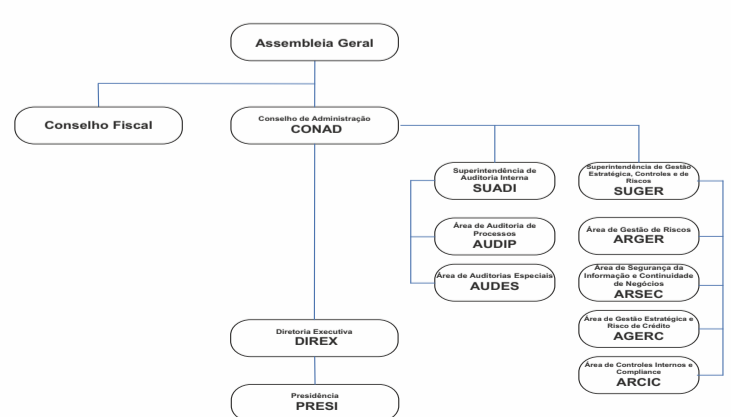 Assembleia Geral
Conselho Fiscal
Conselho de Administração
CONAD
Superintendência de
Auditoria Interna
SUADI
Superintendência de Gestão
Estratégica, Controles e de
Riscos
SUGER
Área de Auditoria de
Processos
AUDIP
Área de Gestão de Riscos
ARGER
Área de Auditorias Especiais
AUDES
Área de Segurança da
Informação e Continuidade
de Negócios
ARSEC
Área de Gestão Estratégica e
Risco de Crédito
AGERC
Diretoria Executiva
DIREX
Área de Controles Internos e
Compliance
ARCIC
Presidência
PRESI